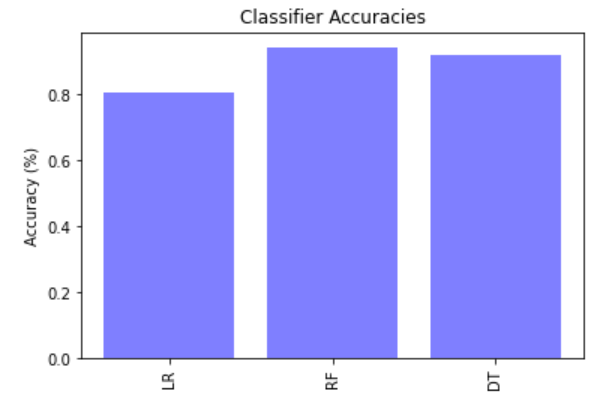 Classifier Accuracies
Accuracy (%)
0.8
0.6
0.4
0.2
0.0
LR
RF
DT